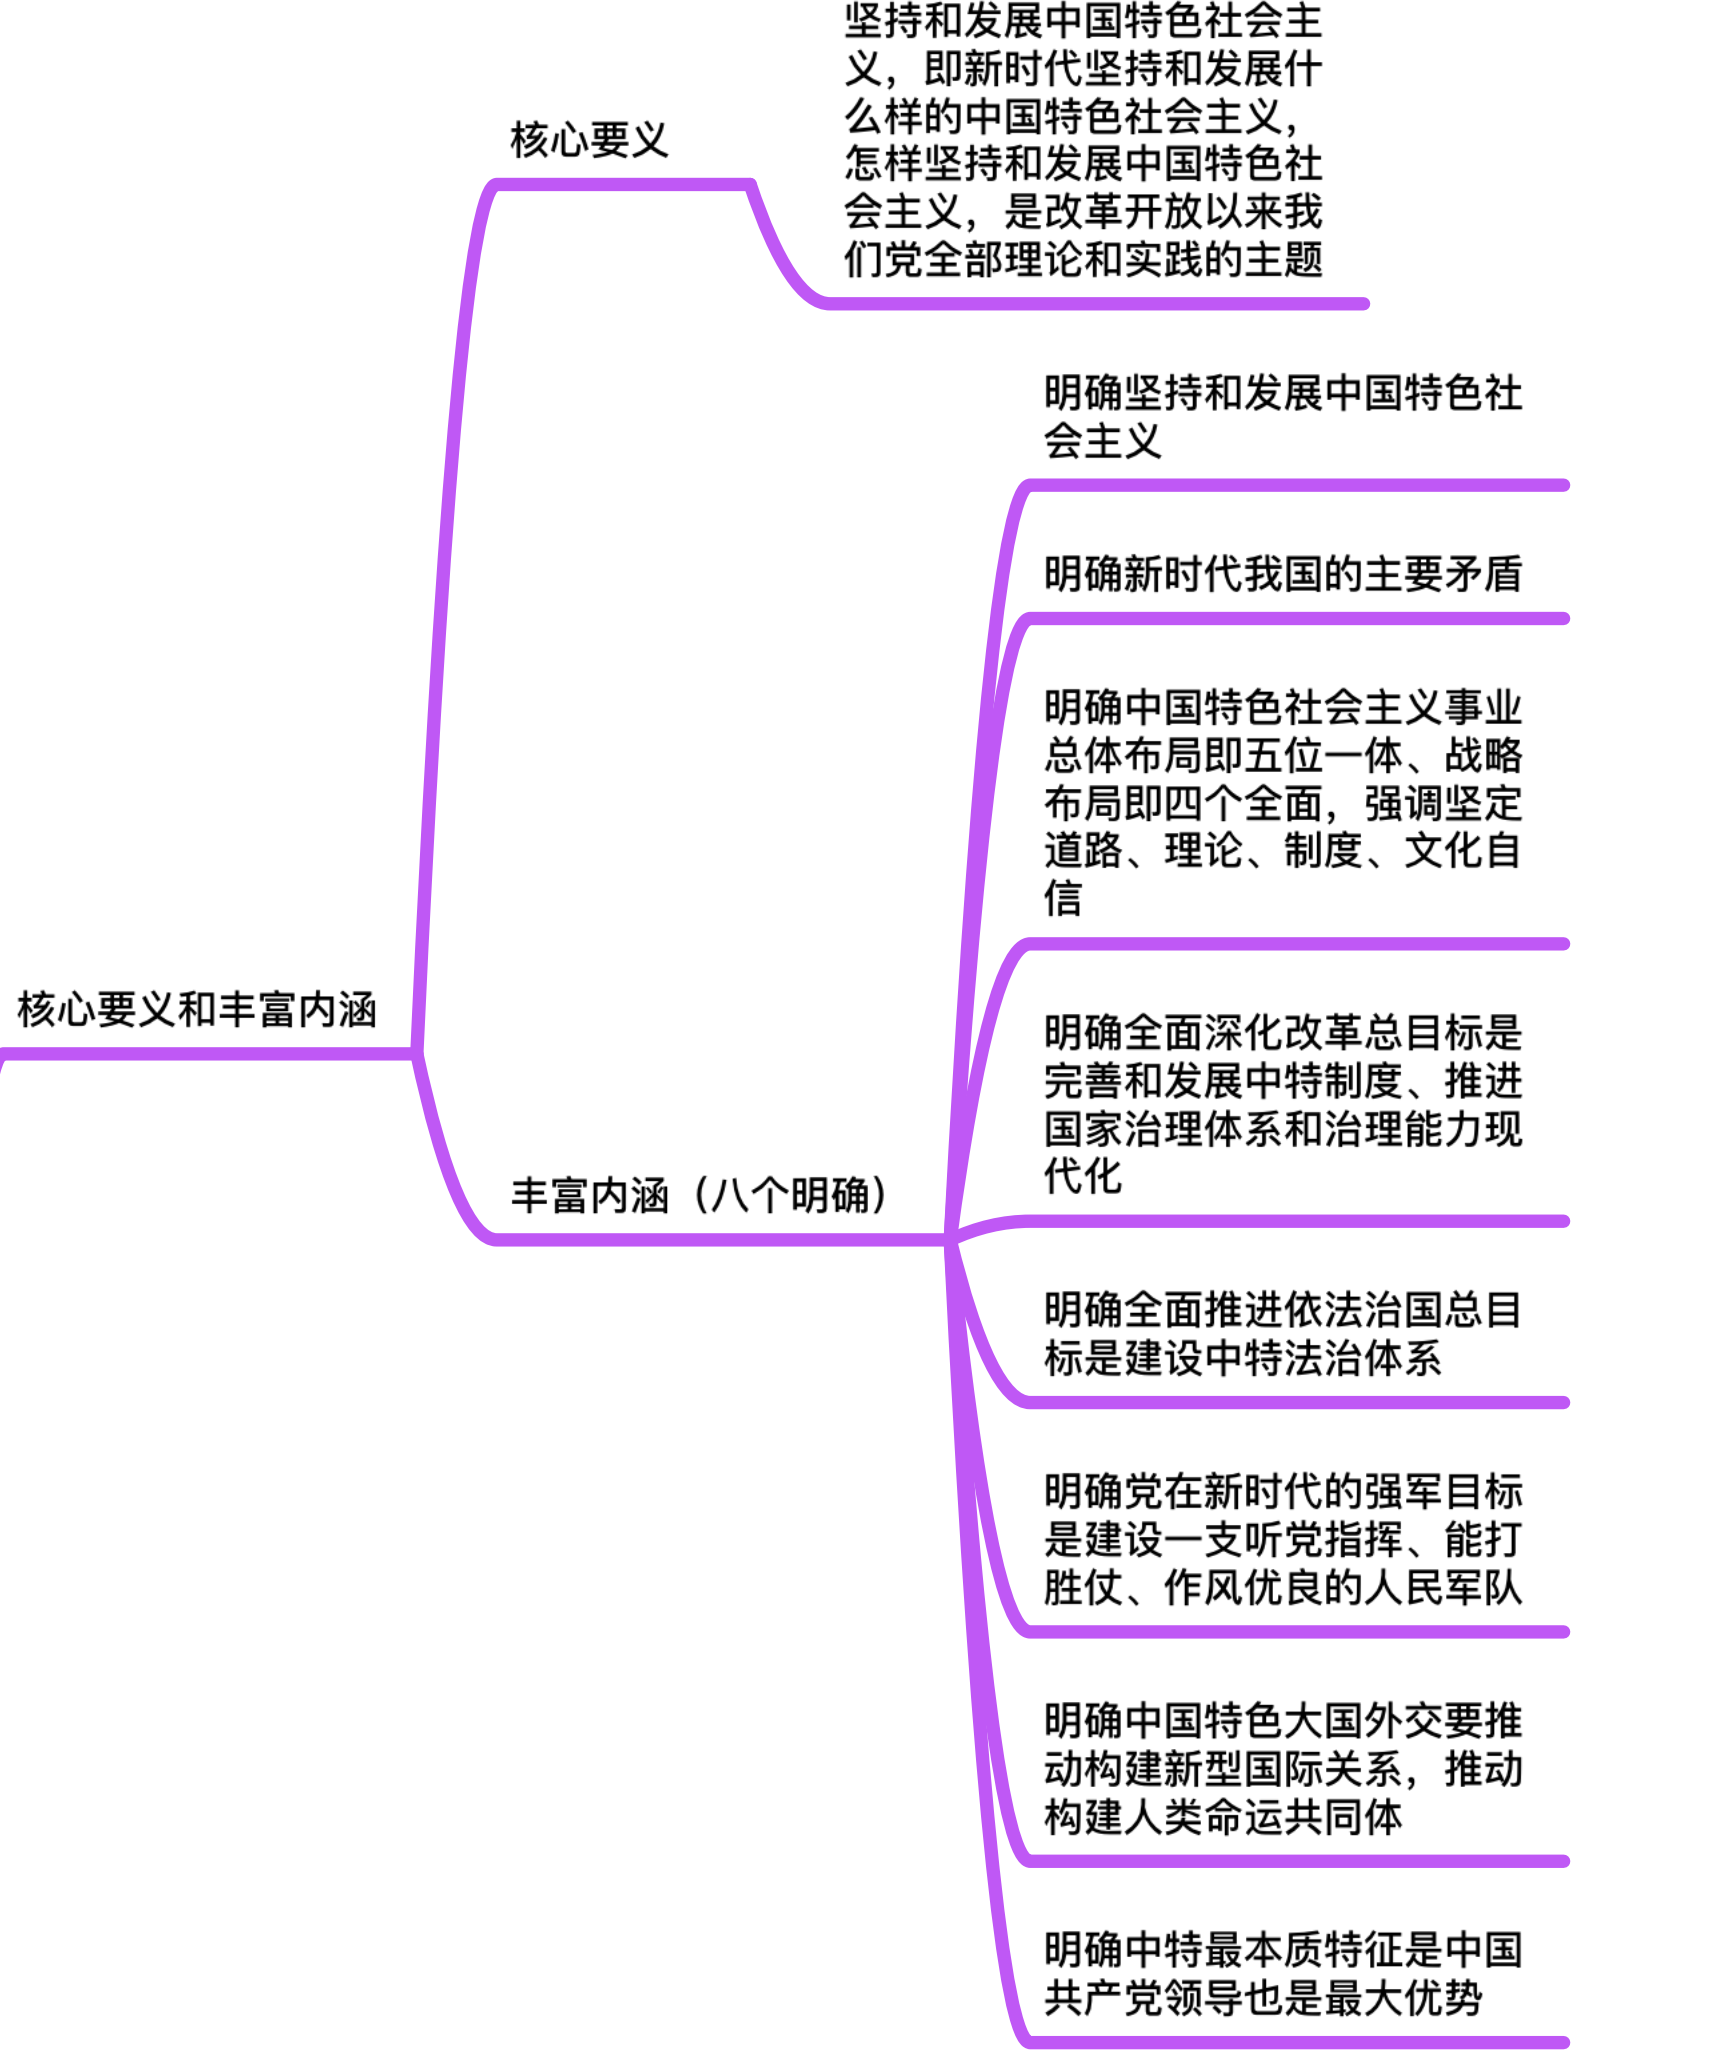 坚持和发展中国特色社会主
义，即新时代坚持和发展什
么样的中国特色社会主义，
怎样坚持和发展中国特色社
会主义，是改革开放以来我
们党全部理论和实践的主题
核心要义
明确坚持和发展中国特色社
会主义
明确新时代我国的主要矛盾
明确中国特色社会主义事业
总体布局即五位一体、战略
布局即四个全面，强调坚定
道路、理论、制度、文化自
信
核心要义和丰富内涵
明确全面深化改革总目标是
完善和发展中特制度、推进
国家治理体系和治理能力现
代化
丰富内涵（八个明确）
明确全面推进依法治国总目
标是建设中特法治体系
明确党在新时代的强军目标
是建设一支听党指挥、能打
胜仗、作风优良的人民军队
明确中国特色大国外交要推
动构建新型国际关系，推动
构建人类命运共同体
明确中特最本质特征是中国
共产党领导也是最大优势